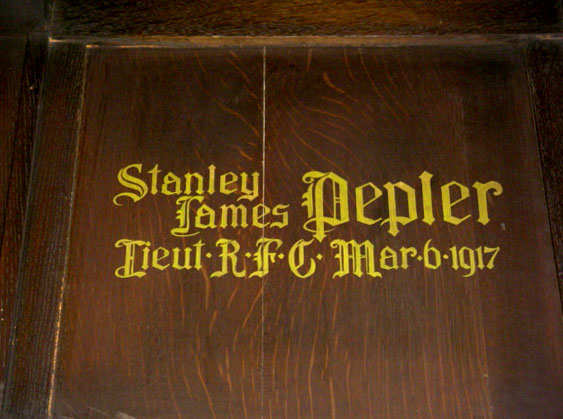 Stanley
James Pepler
Lieut·R·F·C· Mar·6·1917